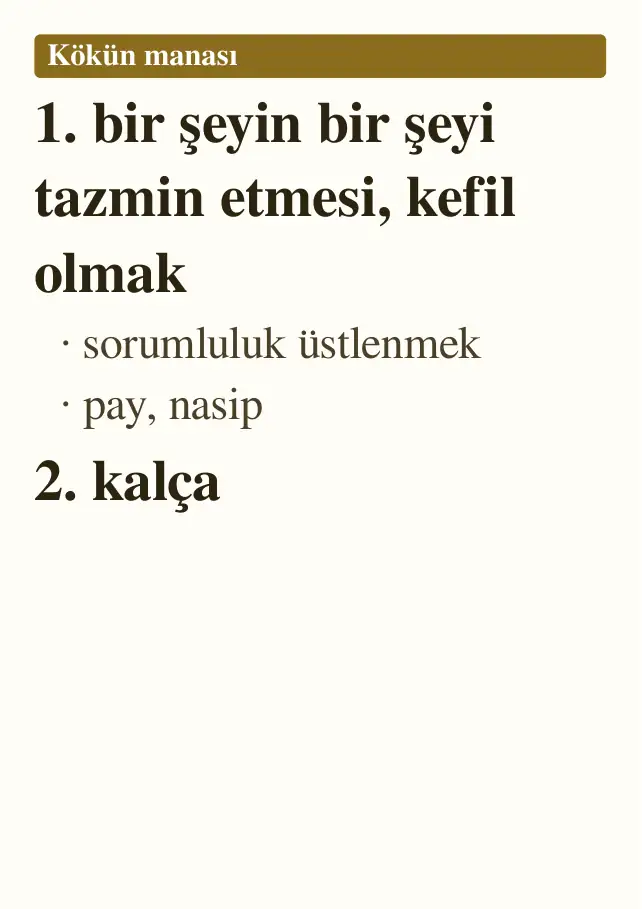 Kökün manası
1. bir şeyin bir şeyi
tazmin etmesi, kefil
olmak
· sorumluluk üstlenmek
· pay, nasip
2. kalça